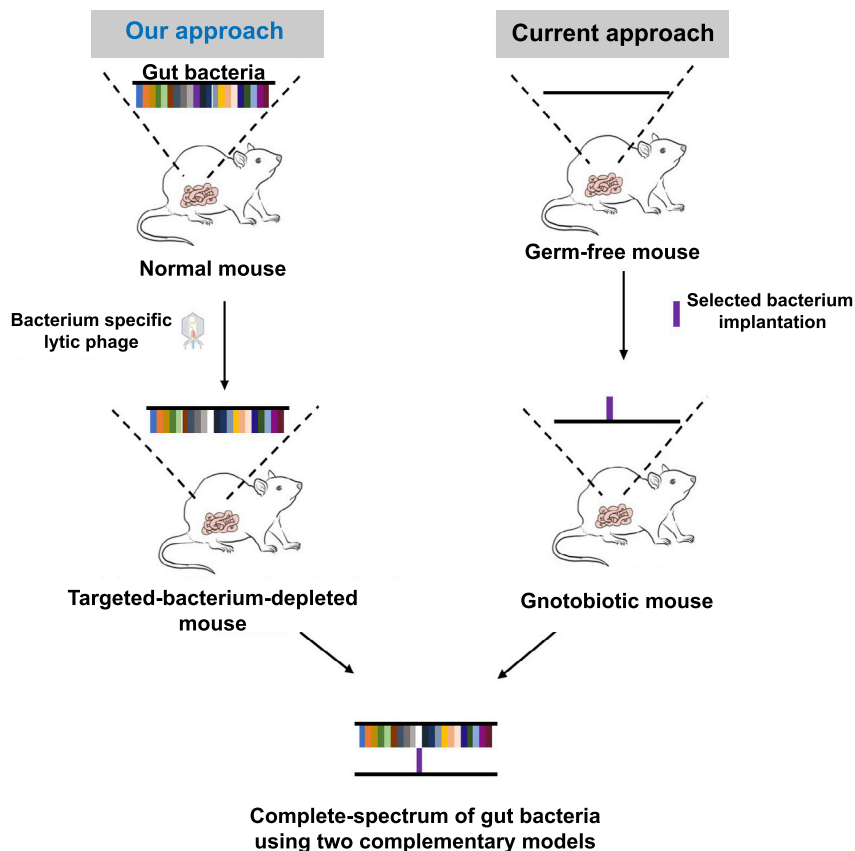 Our approach
Current approach
Gut bacteria
Normal mouse
Germ-free mouse
Bacterium specific
lytic phage
Selected bacterium
implantation
Targeted-bacterium-depleted
mouse
Gnotobiotic mouse
Complete-spectrum of gut bacteria
using two complementary models